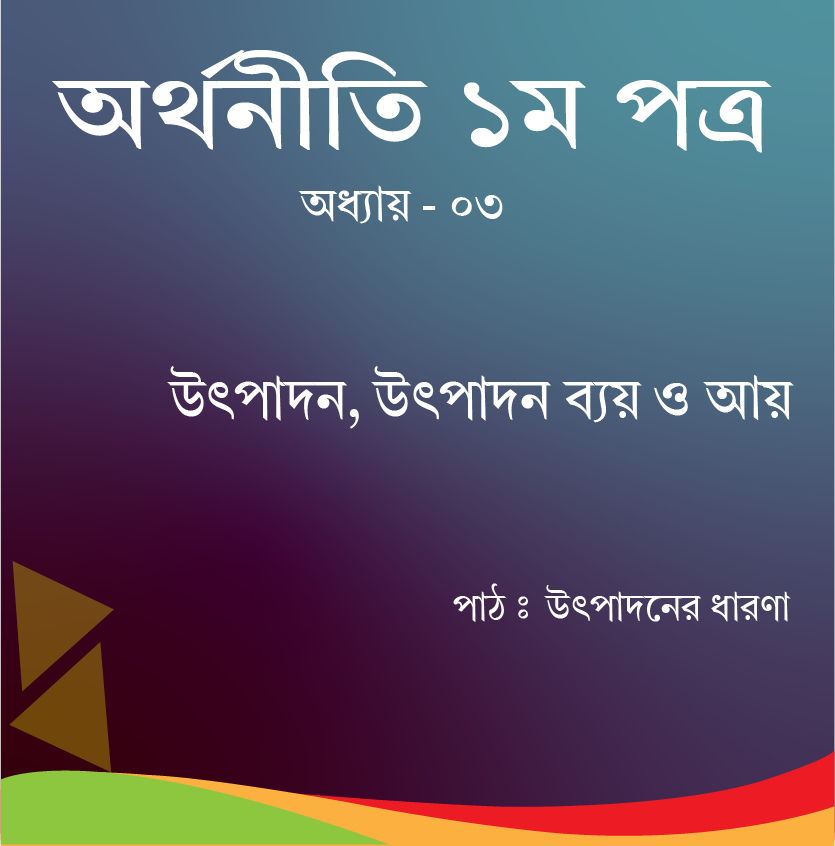 অর্থনীতি ১ম পত্র
অধ্যায় - ০৩
উৎপাদন, উৎপাদন ব্যয় ও আয়
পাঠ ঃ উৎপাদনের ধারণা